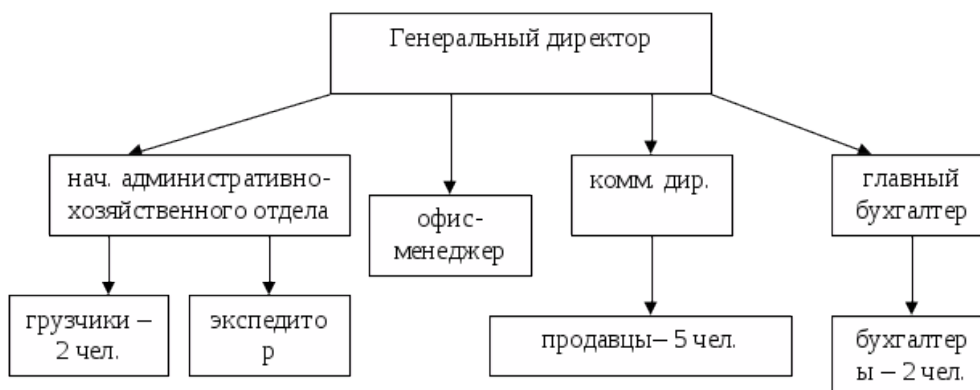 Генеральный директор
нач. административно-
хозяйственного отдела
офис-
менеджер
комм. дир.
главный
бухгалтер
грузчики –
2 чел.
экспедито
р
продавцы– 5 чел.
бухгалтер
ы – 2 чел.